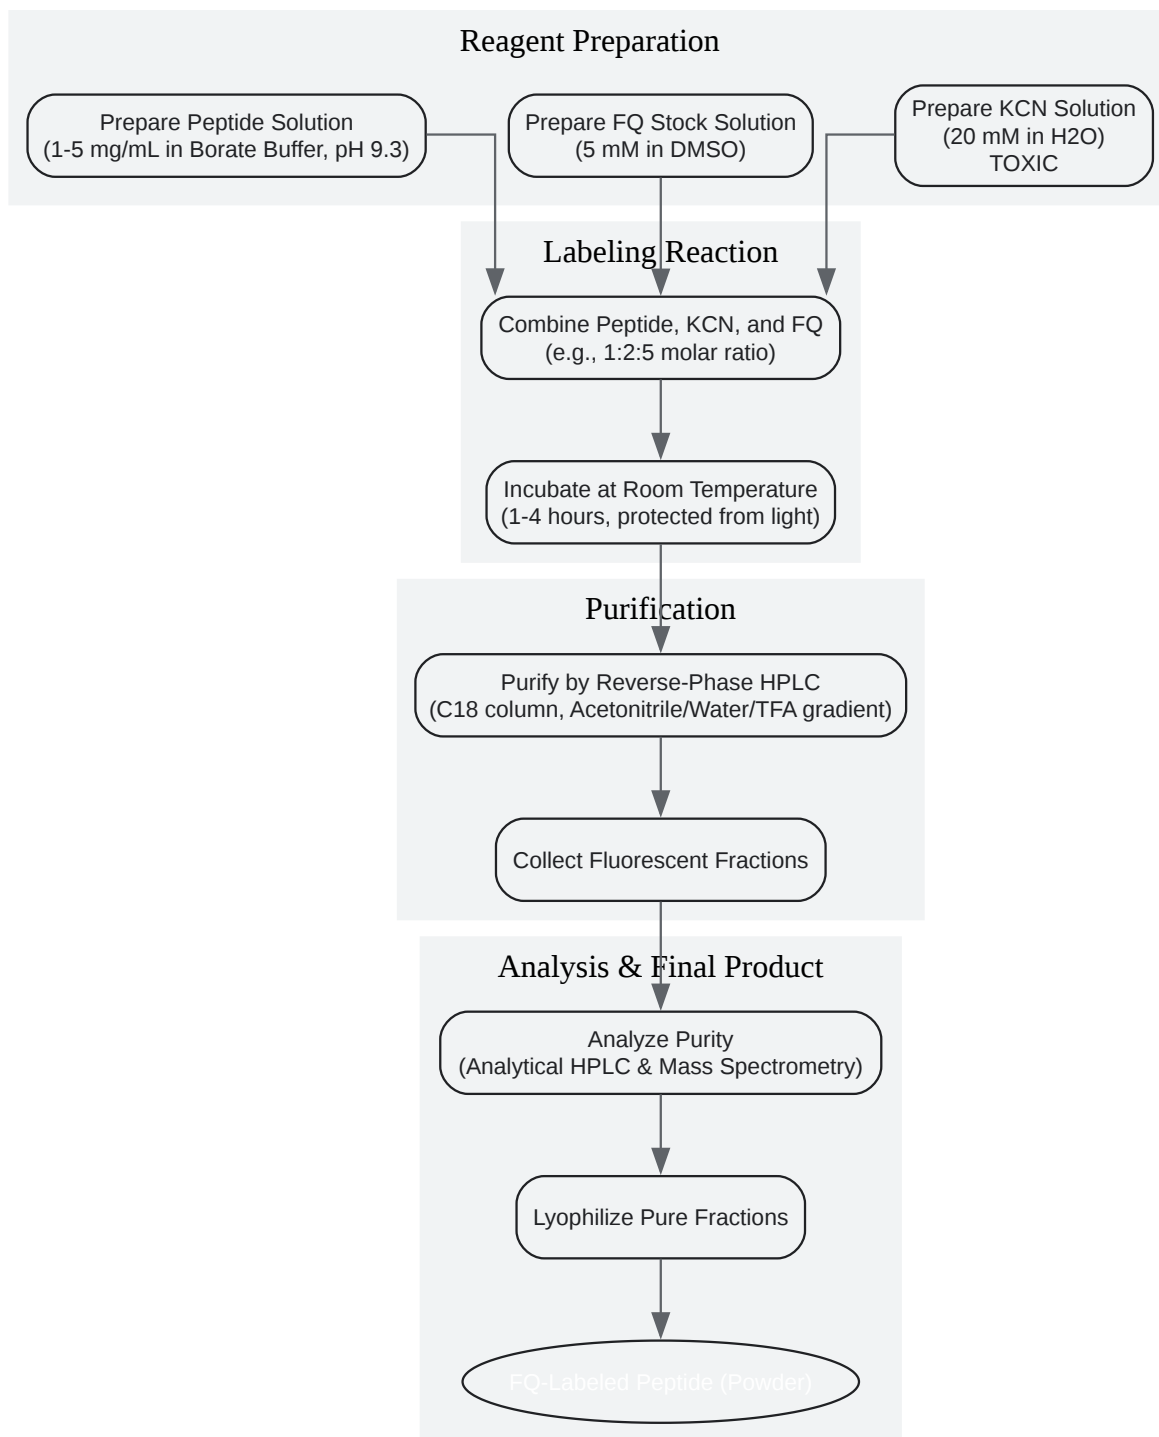 Reagent Preparation
Prepare Peptide Solution
(1-5 mg/mL in Borate Buffer, pH 9.3)
Prepare FQ Stock Solution
(5 mM in DMSO)
Prepare KCN Solution
(20 mM in H2O)
TOXIC
Labeling Reaction
Combine Peptide, KCN, and FQ
(e.g., 1:2:5 molar ratio)
Incubate at Room Temperature
(1-4 hours, protected from light)
Purification
Purify by Reverse-Phase HPLC
(C18 column, Acetonitrile/Water/TFA gradient)
Collect Fluorescent Fractions
Analysis & Final Product
Analyze Purity
(Analytical HPLC & Mass Spectrometry)
Lyophilize Pure Fractions
FQ-Labeled Peptide (Powder)